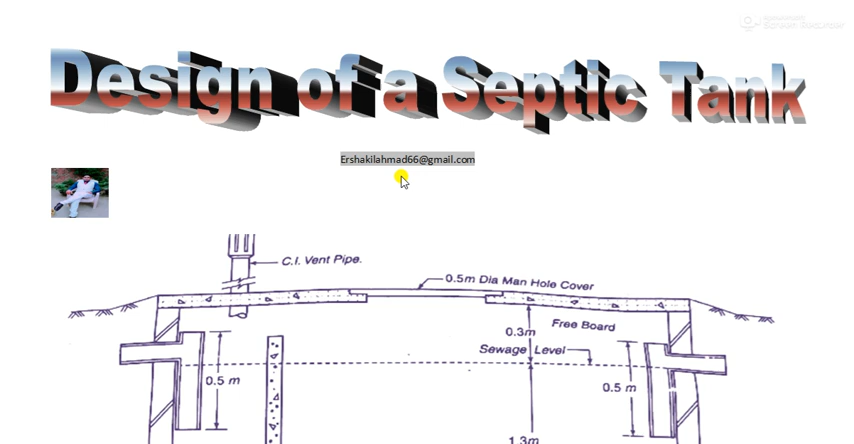 Design of a Septic Tank
Ershakilahmad66@gmail.com
C.I. Vent Pipe.
0.5m Dia Man Hole Cover
0.3m
Free Board
Sewage Level
0.5 m
0.5 m
1.3m